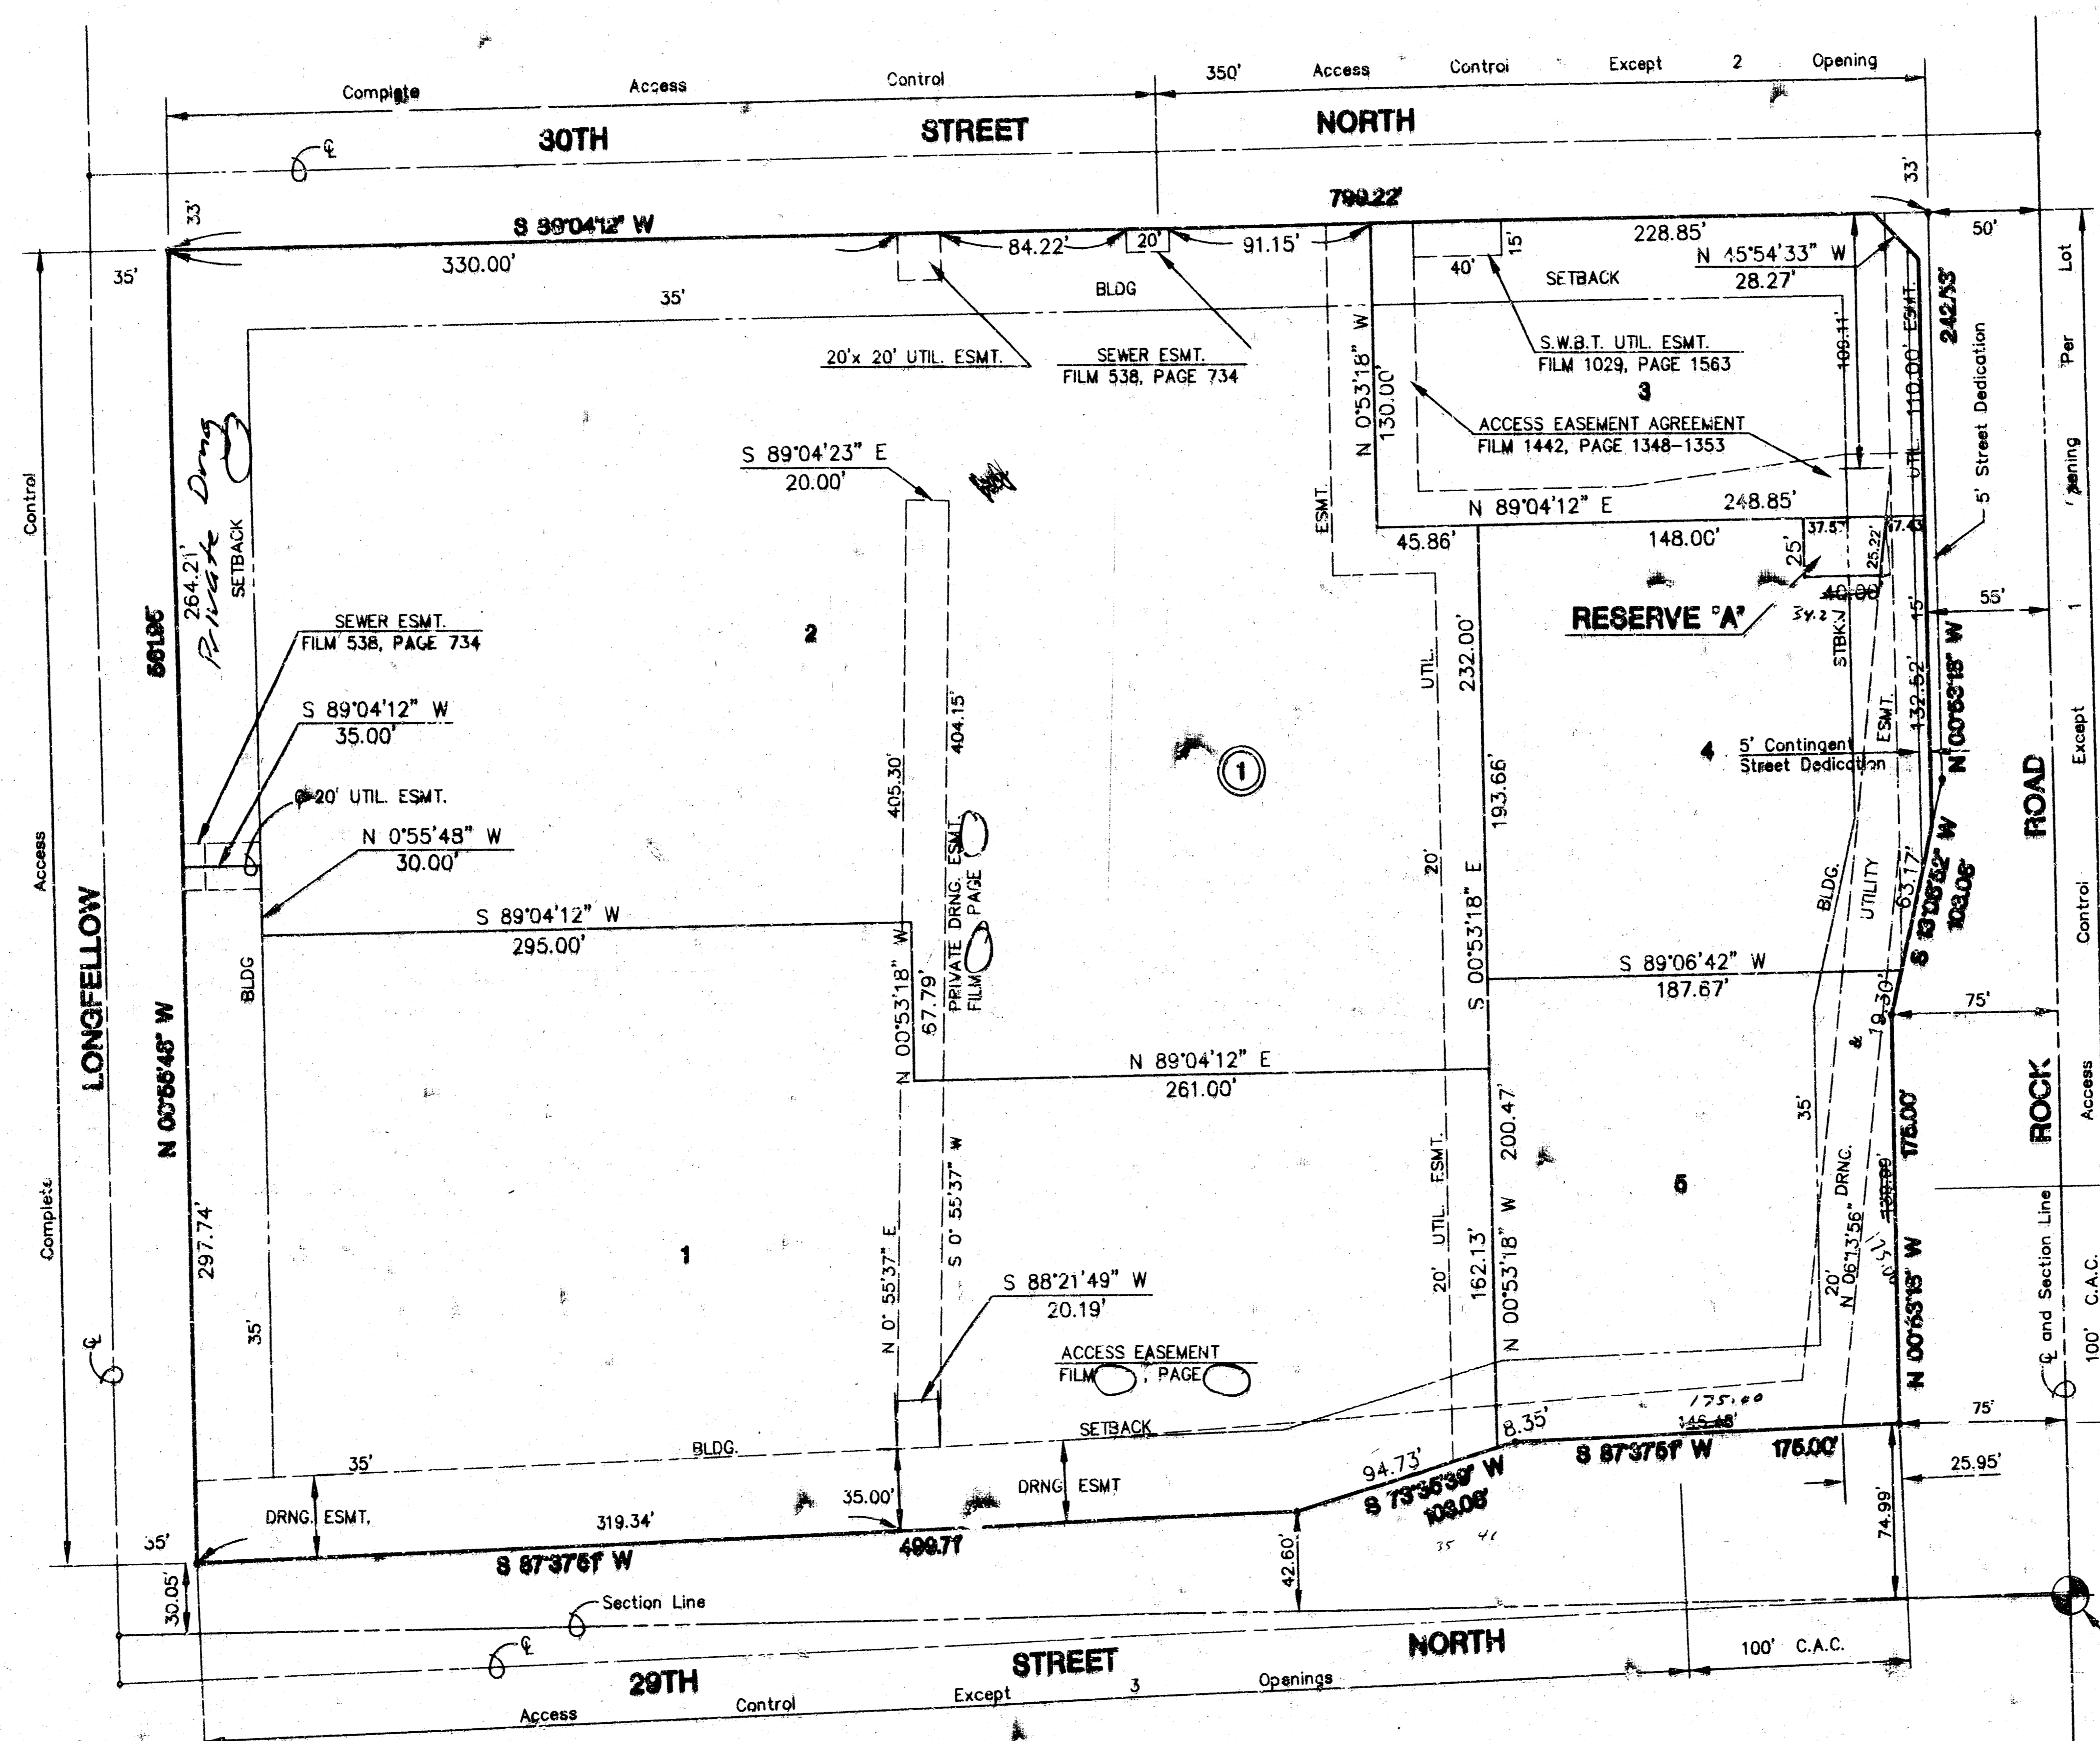 Complete Access Control 350' Access Control Except 2 Opening
30TH STREET NORTH
℄
33'
33'
S 89°04'12" W
799.22'
50'
35'
330.00'
84.22'
20'
91.15'
40'
15'
228.85'
N 45°54'33" W
28.27'
35'
BLDG
SETBACK
242.53'
20'x 20' UTIL. ESMT.
SEWER ESMT.
FILM 538, PAGE 734
S.W.B.T. UTIL. ESMT.
FILM 1029, PAGE 1563
3
109.11'
UTIL. 110.00' ESMT.
5' Street Dedication
N 0°53'18" W
130.00'
ACCESS EASEMENT AGREEMENT
FILM 1442, PAGE 1348-1353
S 89°04'23" E
20.00'
Private Drng
264.21'
SETBACK
ESMT.
N 89°04'12" E
248.85'
45.86'
148.00'
37.57'
17.43'
25'
25.22'
40.00
34.2
RESERVE "A"
55'
561.95
SEWER ESMT.
FILM 538, PAGE 734
2
UTIL.
232.00'
STBK
15'
132.52'
ESMT.
N 00°53'18" W
S 89°04'12" W
35.00'
20' UTIL. ESMT.
N 0°55'48" W
30.00'
405.30'
404.15'
1
193.66'
4
5' Contingent
Street Dedication
ROAD
S 89°04'12" W
295.00'
PRIVATE DRNG. ESMT.
FILM PAGE
20'
S 00°53'18" E
BLDG.
UTILITY
63.17'
S 13°08'52" W
103.08'
LONGFELLOW
N 00°55'48" W
BLDG
N 00°53'18" W
67.79'
S 89°06'42" W
187.67'
19.30'
75'
&
N 89°04'12" E
261.00'
200.47'
35'
175.00'
ROCK
297.74'
1
35'
N 0° 55'37" E
S 0° 55'37" W
20' UTIL. ESMT.
162.13'
N 00°53'18" W
5
20' DRNG.
N 06°13'56"
N 00°53'18" W
℄ and Section Line
100' C.A.C.
S 88°21'49" W
20.19'
ACCESS EASEMENT
FILM , PAGE
℄
35'
BLDG.
SETBACK
8.35'
175.00
146.48'
75'
DRNG. ESMT.
35.00'
DRNG ESMT
94.73'
S 73°35'39" W
103.08'
S 87°37'51" W
175.00'
25.95'
35'
319.34'
S 87°37'51" W
499.71'
35
74.99'
30.05'
42.60'
Section Line
℄
29TH STREET NORTH
100' C.A.C.
Access Control Except 3 Openings
Complete Access Control
Access Control Except 1 Opening Per Lot